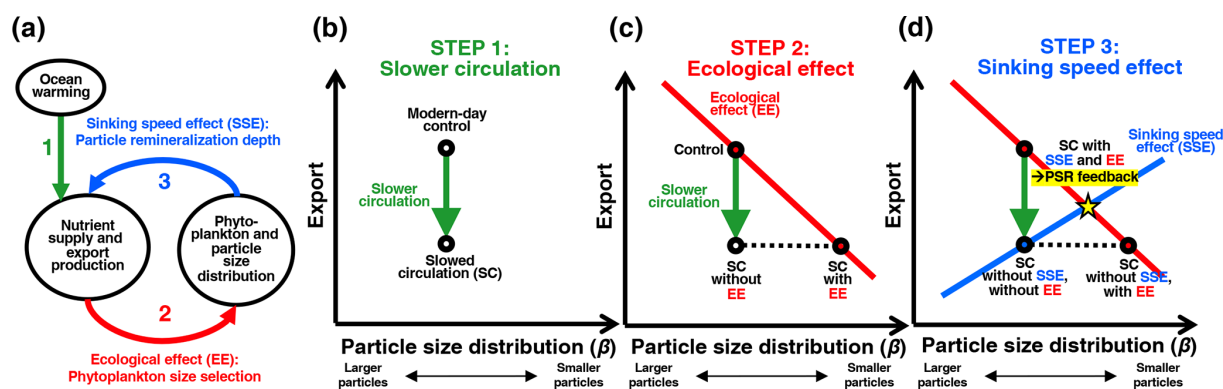 (a)
Ocean
warming
1
Sinking speed effect (SSE):
Particle remineralization depth
3
Nutrient
supply and
export
production
Phyto-
plankton and
particle
size
distribution
2
Ecological effect (EE):
Phytoplankton size selection
(b)
STEP 1:
Slower circulation
Export
Modern-day
control
Slower
circulation
Slowed
circulation (SC)
Particle size distribution (β)
Larger
particles
Smaller
particles
(c)
STEP 2:
Ecological effect
Export
Ecological
effect (EE)
Control
Slower
circulation
SC
without
EE
SC
with
EE
Particle size distribution (β)
Larger
particles
Smaller
particles
(d)
STEP 3:
Sinking speed effect
Export
SC with
SSE and EE
→PSR feedback
Sinking speed
effect (SSE)
SC
without SSE,
without EE
SC
without SSE,
with EE
Particle size distribution (β)
Larger
particles
Smaller
particles